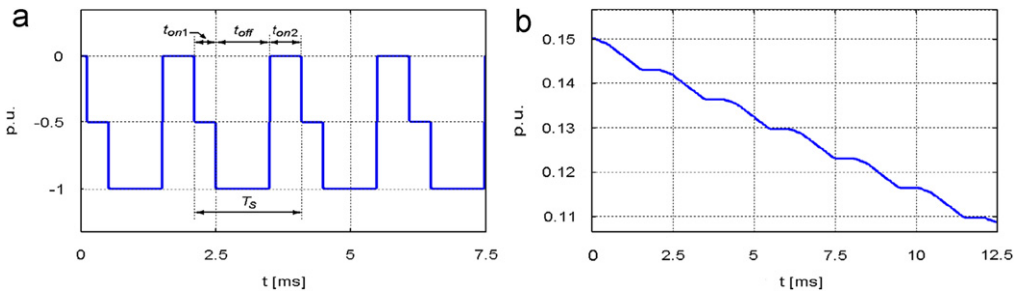 a
t_on1 t_off t_on2
0
-0.5
-1
p.u.
T_s
0 2.5 5 7.5
t [ms]
b
0.15
0.14
0.13
0.12
0.11
p.u.
0 2.5 5 7.5 10 12.5
t [ms]